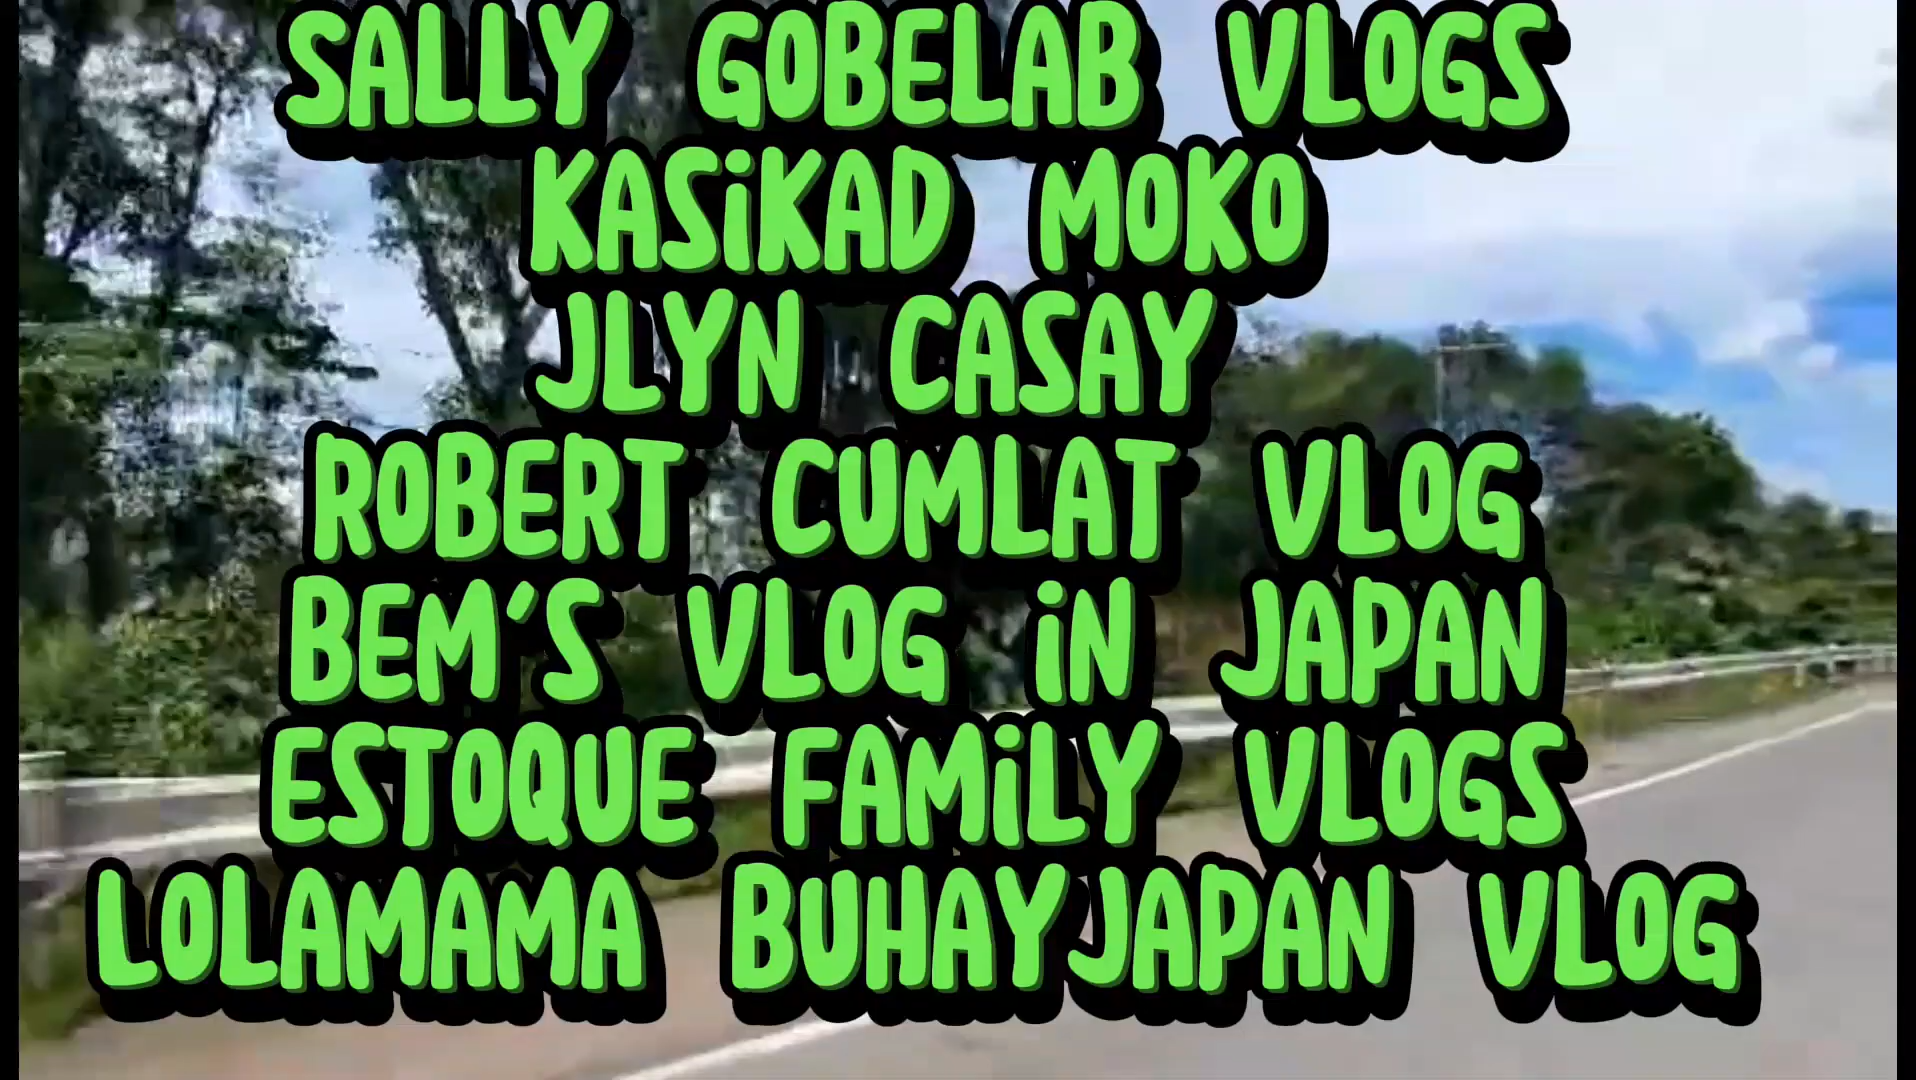 SALLY GOBELAB VLOGS
KASiKAD MOKO
JLYN CASAY
ROBERT CUMLAT VLOG
BEM'S VLOG iN JAPAN
ESTOQUE FAMiLY VLOGS
LOLAMAMA BUHAYJAPAN VLOG